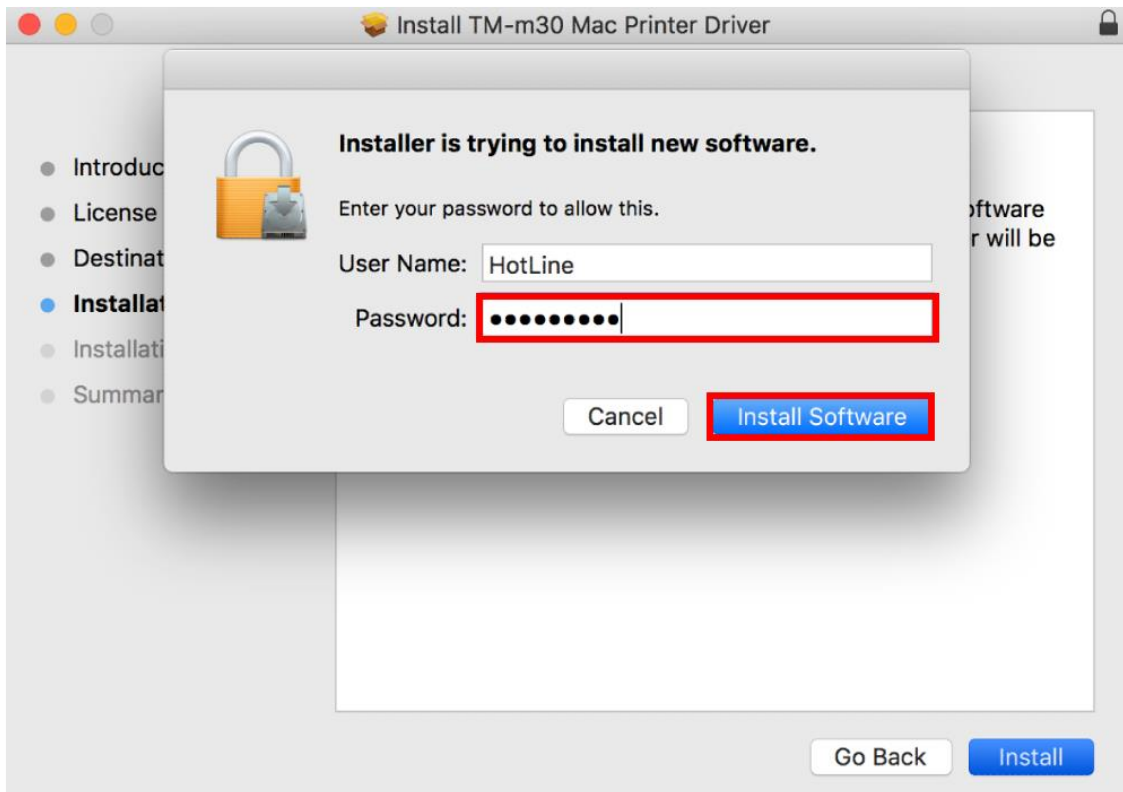 Install TM-m30 Mac Printer Driver
Installer is trying to install new software.
Enter your password to allow this.
User Name: HotLine
Password: •••••••••
Cancel Install Software
Introduc
License
Destinat
Installat
Installati
Summar
oftware
r will be
Go Back Install